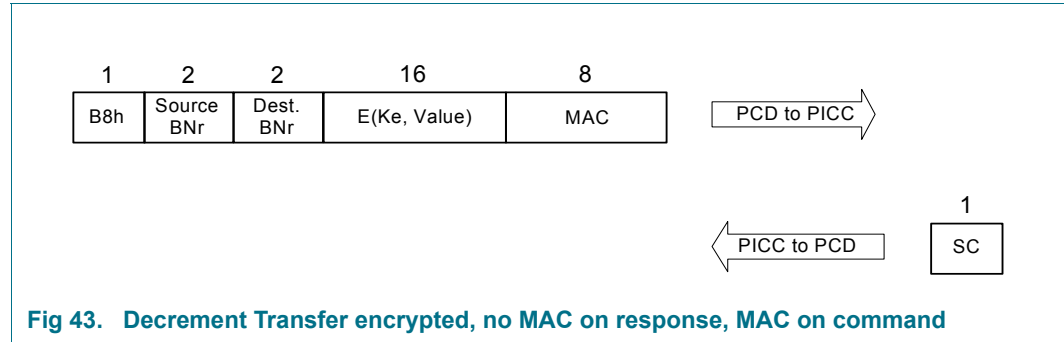 1 2 2 16 8
B8h Source BNr Dest. BNr E(Ke, Value) MAC PCD to PICC
1
PICC to PCD SC
Fig 43. Decrement Transfer encrypted, no MAC on response, MAC on command